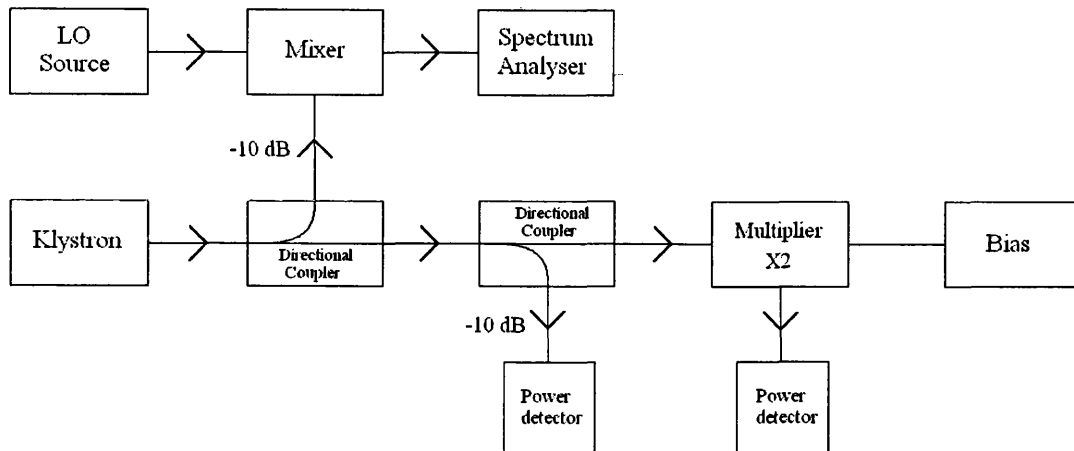 LO
Source
Mixer
Spectrum
Analyser
-10 dB
Klystron
Directional
Coupler
Directional
Coupler
Multiplier
X2
Bias
-10 dB
Power
detector
Power
detector